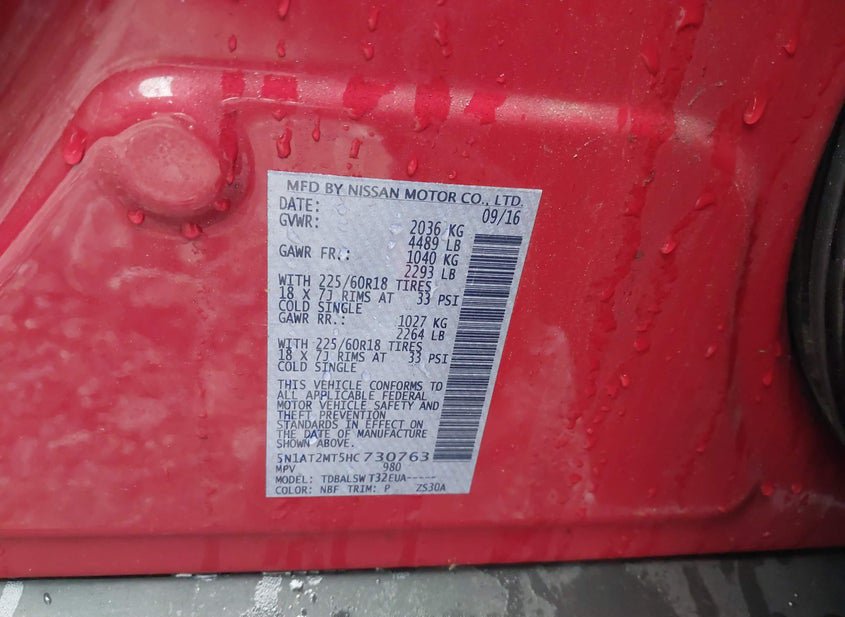 MFD BY NISSAN MOTOR CO., LTD.
DATE: 09/16
GVWR: 2036 KG
4489 LB
GAWR FR.: 1040 KG
2293 LB
WITH 225/60R18 TIRES
18 X 7J RIMS AT 33 PSI
COLD SINGLE
GAWR RR.: 1027 KG
2264 LB
WITH 225/60R18 TIRES
18 X 7J RIMS AT 33 PSI
COLD SINGLE
THIS VEHICLE CONFORMS TO
ALL APPLICABLE FEDERAL
MOTOR VEHICLE SAFETY AND
THEFT PREVENTION
STANDARDS IN EFFECT ON
THE DATE OF MANUFACTURE
SHOWN ABOVE.
5N1AT2MT5HC730763
MPV 980
MODEL: TDBALSWT32EUA-----
COLOR: NBF TRIM: P ZS30A